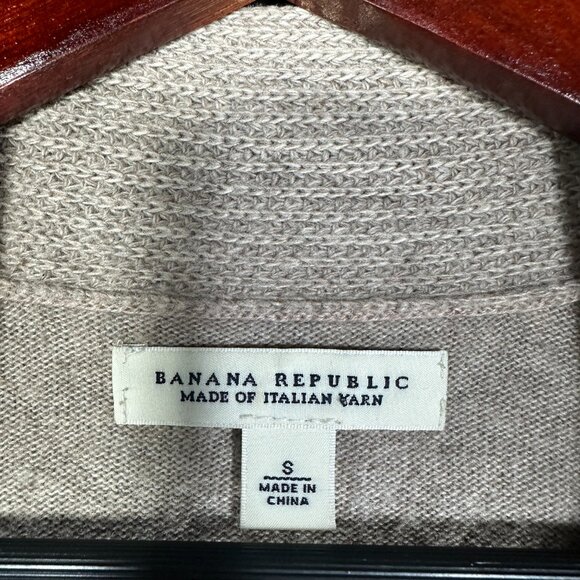 BANANA REPUBLIC
MADE OF ITALIAN YARN
S
MADE IN
CHINA